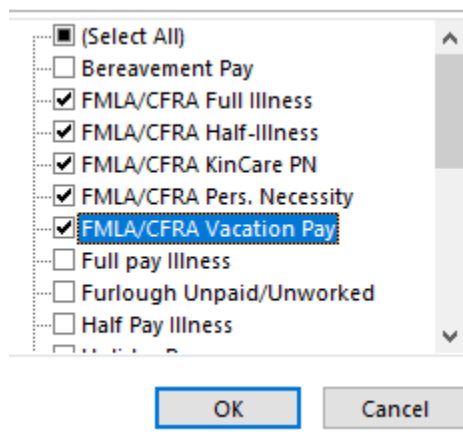 (Select All)
Bereavement Pay
FMLA/CFRA Full Illness
FMLA/CFRA Half-Illness
FMLA/CFRA KinCare PN
FMLA/CFRA Pers. Necessity
FMLA/CFRA Vacation Pay
Full pay Illness
Furlough Unpaid/Unworked
Half Pay Illness
OK Cancel